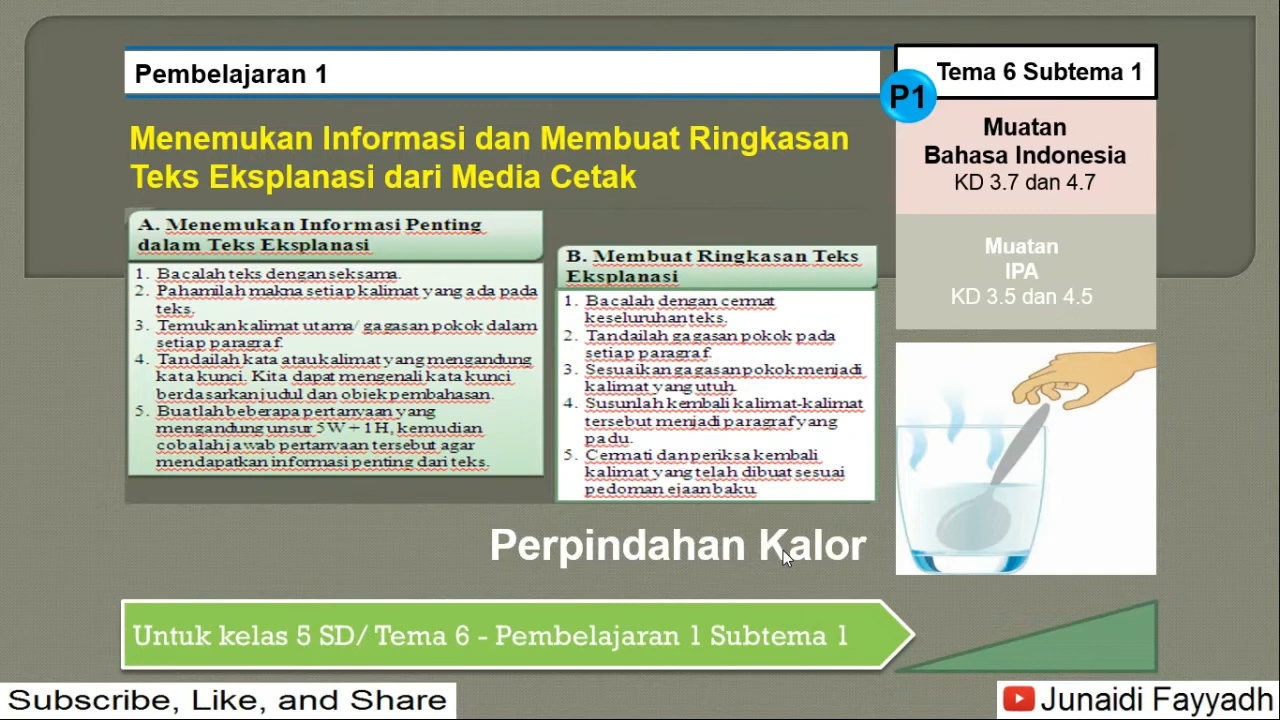 Pembelajaran 1
Tema 6 Subtema 1
P1
Menemukan Informasi dan Membuat Ringkasan
Teks Eksplanasi dari Media Cetak
Muatan
Bahasa Indonesia
KD 3.7 dan 4.7
Muatan
IPA
KD 3.5 dan 4.5
A. Menemukan Informasi Penting
dalam Teks Eksplanasi
1. Bacalah teks dengan seksama.
2. Pahamilah makna setiap kalimat yang ada pada
teks.
3. Temukan kalimat utama/ gagasan pokok dalam
setiap paragraf.
4. Tandailah kata atau kalimat yang mengandung
kata kunci. Kita dapat mengenali kata kunci
berdasarkan judul dan objek pembahasan.
5. Buatlah beberapa pertanyaan yang
mengandung unsur 5W + 1H, kemudian
cobalah jawab pertanyaan tersebut agar
mendapatkan informasi penting dari teks.
B. Membuat Ringkasan Teks
Eksplanasi
1. Bacalah dengan cermat
keseluruhan teks.
2. Tandailah gagasan pokok pada
setiap paragraf.
3. Sesuaikan gagasan pokok menjadi
kalimat yang utuh.
4. Susunlah kembali kalimat-kalimat
tersebut menjadi paragraf yang
padu.
5. Cermati dan periksa kembali
kalimat yang telah dibuat sesuai
pedoman ejaan baku.
Perpindahan Kalor
Untuk kelas 5 SD/ Tema 6 - Pembelajaran 1 Subtema 1
Subscribe, Like, and Share
Junaidi Fayyadh